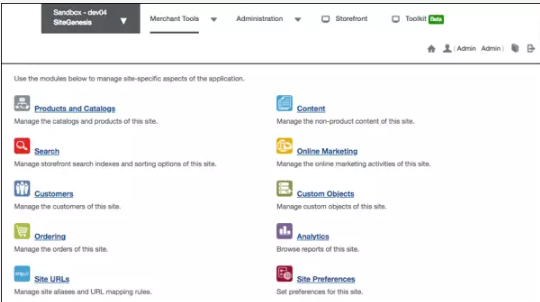 Sandbox - dev04
SiteGenesis
Merchant Tools
Administration
Storefront
Toolkit Beta
Admin Admin
Use the modules below to manage site-specific aspects of the application.
Products and Catalogs
Manage the catalogs and products of this site.
Content
Manage the non-product content of this site.
Search
Manage storefront search indexes and sorting options of this site.
Online Marketing
Manage the online marketing activities of this site.
Customers
Manage the customers of this site.
Custom Objects
Manage custom objects of this site.
Ordering
Manage the orders of this site.
Analytics
Browse reports of this site.
Site URLs
Manage site aliases and URL mapping rules.
Site Preferences
Set preferences for this site.